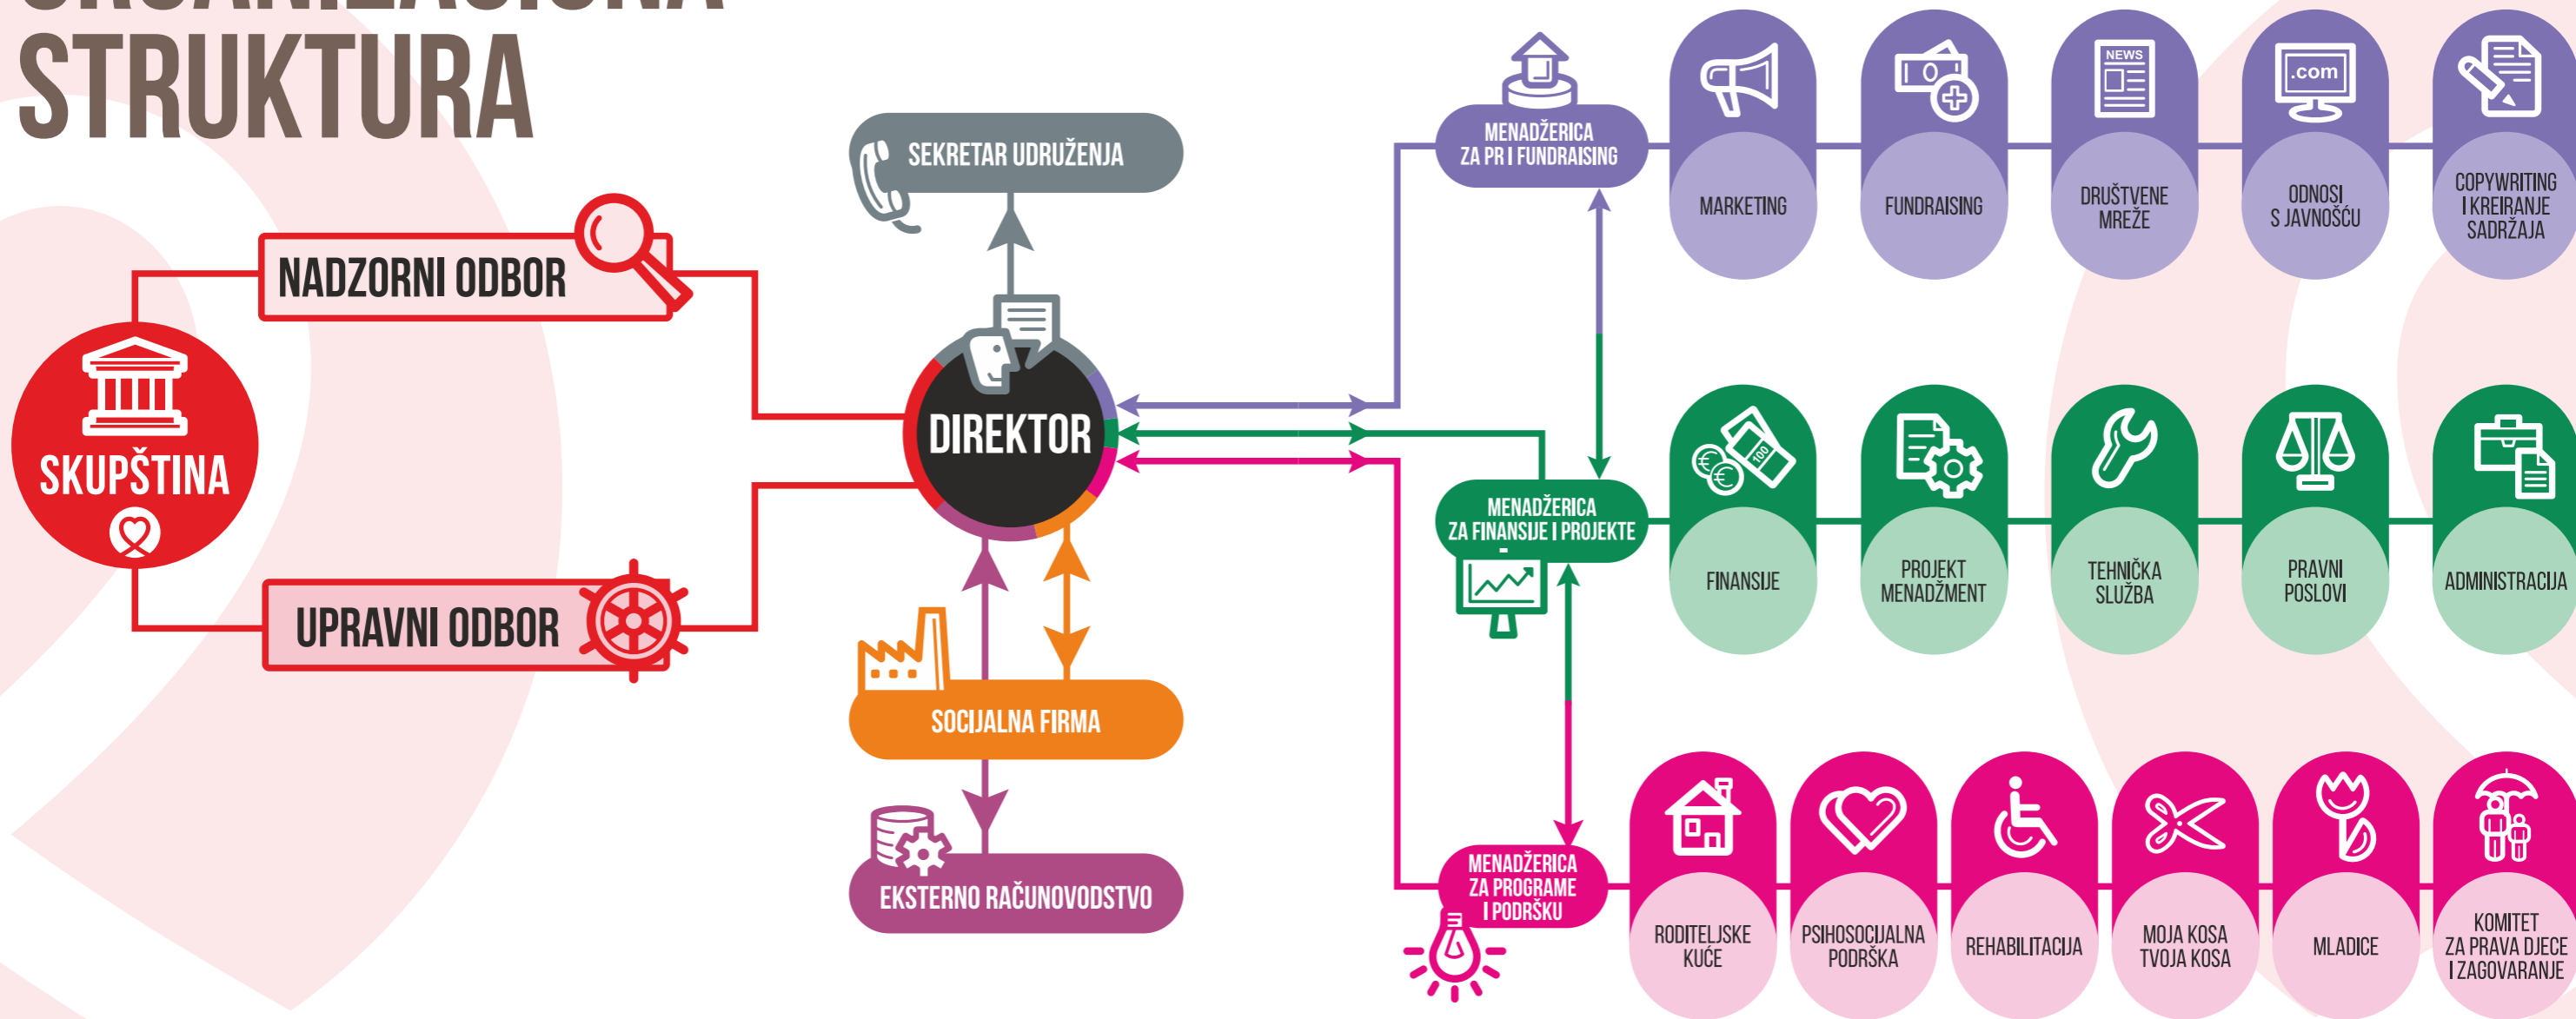 ORGANIZACIONA
STRUKTURA
SKUPŠTINA
NADZORNI ODBOR
UPRAVNI ODBOR
SEKRETAR UDRUŽENJA
DIREKTOR
SOCIJALNA FIRMA
EKSTERNO RAČUNOVODSTVO
MENADŽERICA
ZA PR I FUNDRAISING
MARKETING
FUNDRAISING
NEWS
DRUŠTVENE
MREŽE
.com
ODNOSI
S JAVNOŠĆU
COPYWRITING
I KREIRANJE
SADRŽAJA
MENADŽERICA
ZA FINANSIJE I PROJEKTE
€
€
100
FINANSIJE
PROJEKT
MENADŽMENT
TEHNIČKA
SLUŽBA
PRAVNI
POSLOVI
ADMINISTRACIJA
MENADŽERICA
ZA PROGRAME
I PODRŠKU
RODITELJSKE
KUĆE
PSIHOSOCIJALNA
PODRŠKA
REHABILITACIJA
MOJA KOSA
TVOJA KOSA
MLADICE
KOMITET
ZA PRAVA DJECE
I ZAGOVARANJE